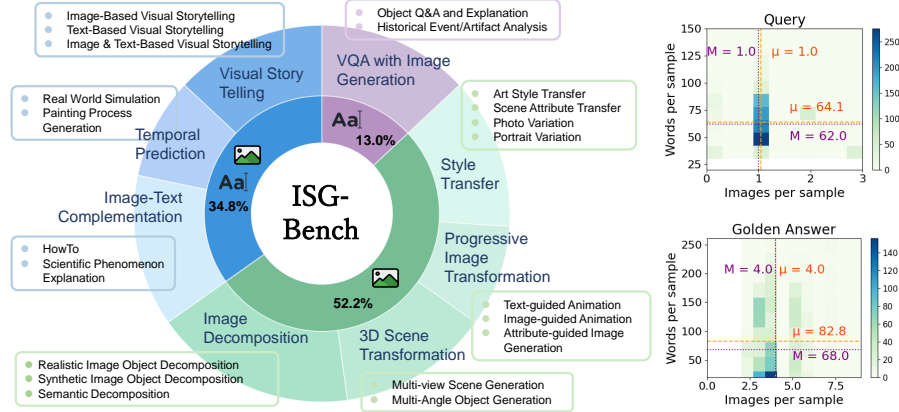 Image-Based Visual Storytelling
Text-Based Visual Storytelling
Image & Text-Based Visual Storytelling
Object Q&A and Explanation
Historical Event/Artifact Analysis
Real World Simulation
Painting Process
Generation
Art Style Transfer
Scene Attribute Transfer
Photo Variation
Portrait Variation
Visual Story
Telling
VQA with Image
Generation
Temporal
Prediction
Style
Transfer
Image-Text
Complementation
Progressive
Image
Transformation
Image
Decomposition
3D Scene
Transformation
Aa
13.0%
Aa
34.8%
52.2%
ISG-
Bench
HowTo
Scientific Phenomenon
Explanation
Text-guided Animation
Image-guided Animation
Attribute-guided Image
Generation
Realistic Image Object Decomposition
Synthetic Image Object Decomposition
Semantic Decomposition
Multi-view Scene Generation
Multi-Angle Object Generation
Query
Words per sample
150
125
100
75
50
25
M = 1.0
μ = 1.0
μ = 64.1
M = 62.0
0
1
2
3
Images per sample
250
200
150
100
50
0
Golden Answer
Words per sample
250
200
150
100
50
M = 4.0
μ = 4.0
μ = 82.8
M = 68.0
0.0
2.5
5.0
7.5
Images per sample
140
120
100
80
60
40
20
0